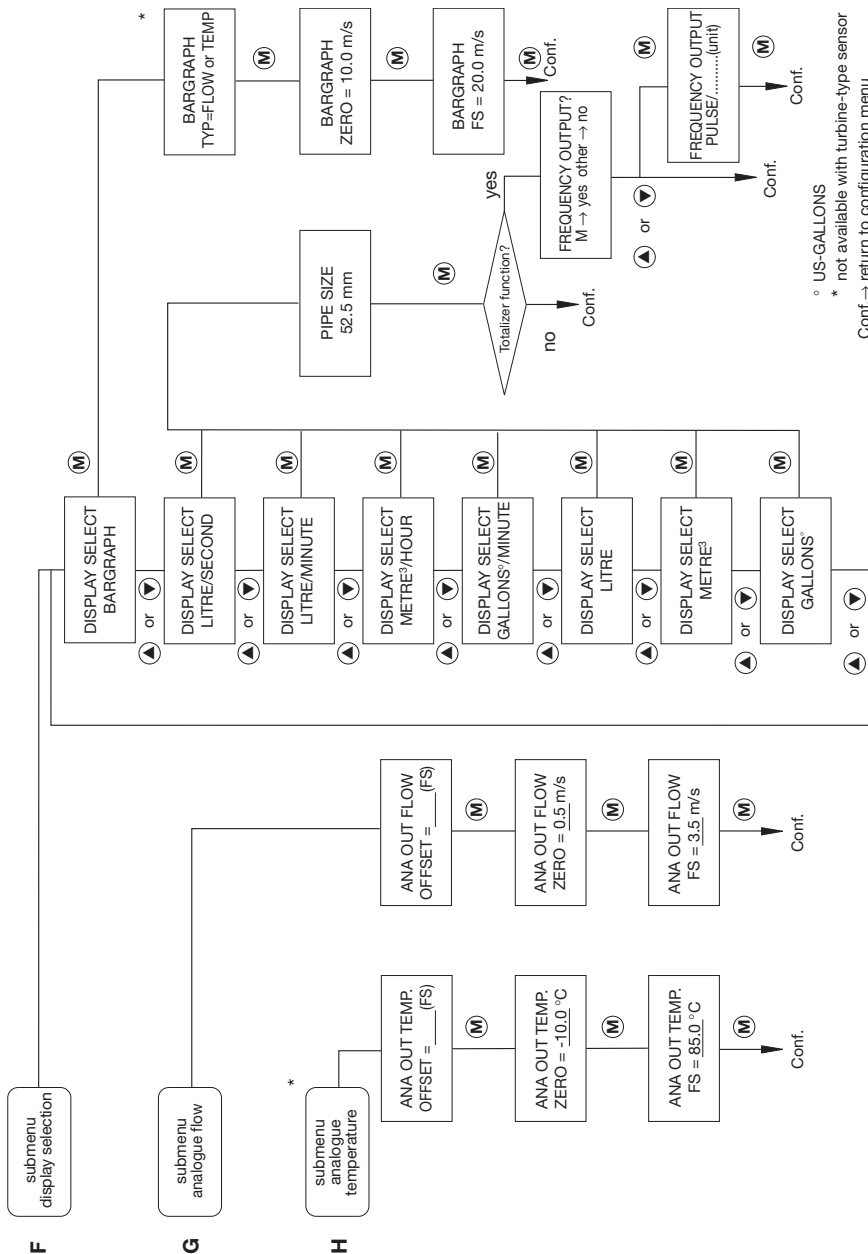 F
submenu
display selection
DISPLAY SELECT
BARGRAPH
M
BARGRAPH
TYP=FLOW or TEMP
*
M
BARGRAPH
ZERO = 10.0 m/s
M
BARGRAPH
FS = 20.0 m/s
M
Conf.
▲ or ▼
DISPLAY SELECT
LITRE/SECOND
M
▲ or ▼
DISPLAY SELECT
LITRE/MINUTE
M
▲ or ▼
DISPLAY SELECT
METRE³/HOUR
M
▲ or ▼
DISPLAY SELECT
GALLONS°/MINUTE
M
▲ or ▼
DISPLAY SELECT
LITRE
M
▲ or ▼
DISPLAY SELECT
METRE³
M
▲ or ▼
DISPLAY SELECT
GALLONS°
M
▲ or ▼
PIPE SIZE
52.5 mm
M
Totalizer function?
yes
no
Conf.
FREQUENCY OUTPUT?
M → yes other → no
▲ or ▼
Conf.
M
FREQUENCY OUTPUT
PULSE/...........(unit)
M
Conf.
G
submenu
analogue flow
ANA OUT FLOW
OFFSET = ____(FS)
M
ANA OUT FLOW
ZERO = 0.5 m/s
M
ANA OUT FLOW
FS = 3.5 m/s
M
Conf.
H
submenu
analogue
temperature
*
ANA OUT TEMP.
OFFSET = ____(FS)
M
ANA OUT TEMP.
ZERO = -10.0 °C
M
ANA OUT TEMP.
FS = 85.0 °C
M
Conf.
° US-GALLONS
* not available with turbine-type sensor
Conf.→ return to configuration menu